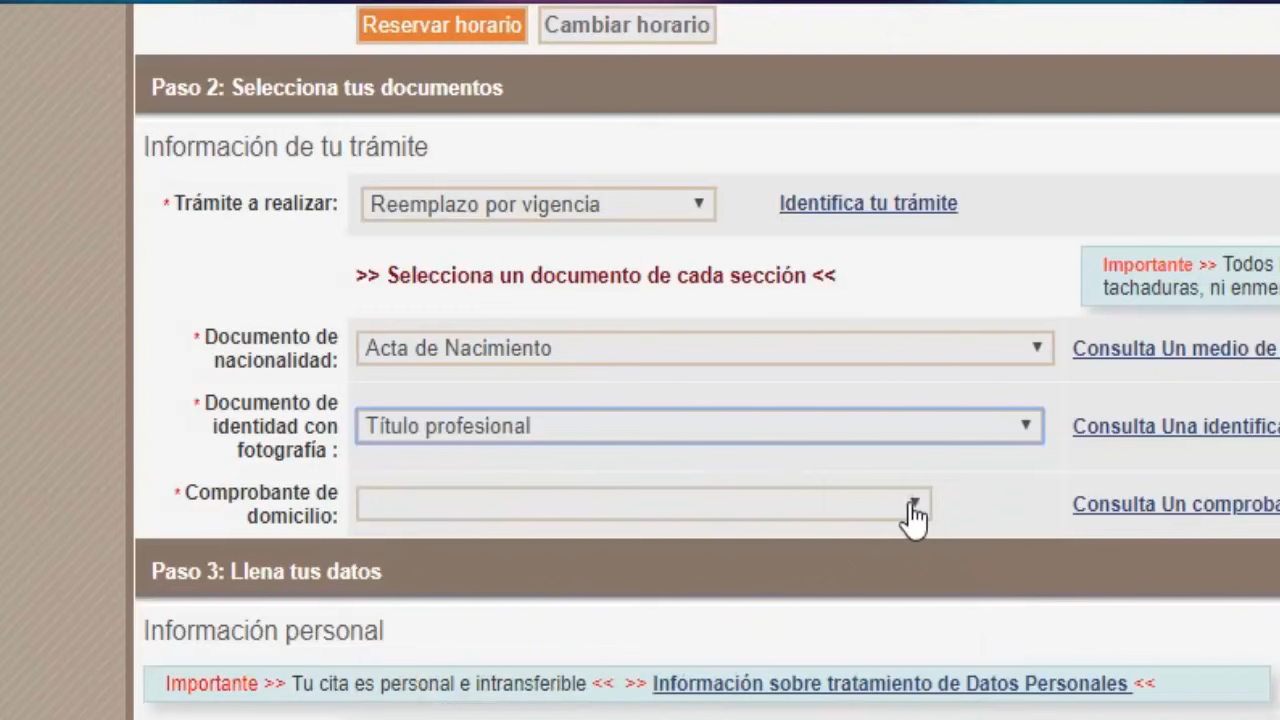 Reservar horario Cambiar horario
Paso 2: Selecciona tus documentos
Información de tu trámite
* Trámite a realizar: Reemplazo por vigencia Identifica tu trámite
>> Selecciona un documento de cada sección <<
Importante >> Todos
tachaduras, ni enme
* Documento de
nacionalidad:
Acta de Nacimiento
Consulta Un medio de
* Documento de
identidad con
fotografía :
Título profesional
Consulta Una identifica
* Comprobante de
domicilio:
Consulta Un comproba
Paso 3: Llena tus datos
Información personal
Importante >> Tu cita es personal e intransferible << >> Información sobre tratamiento de Datos Personales <<